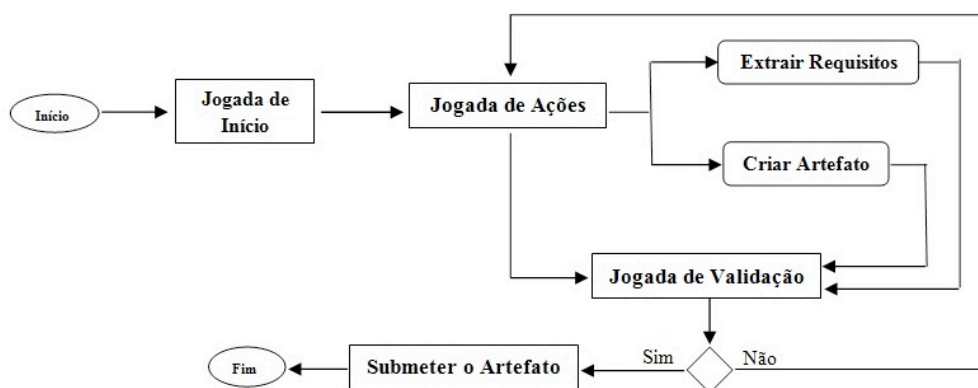 Extrair Requisitos
Início
Jogada de
Início
Jogada de Ações
Criar Artefato
Jogada de Validação
Sim
Não
Fim
Submeter o Artefato